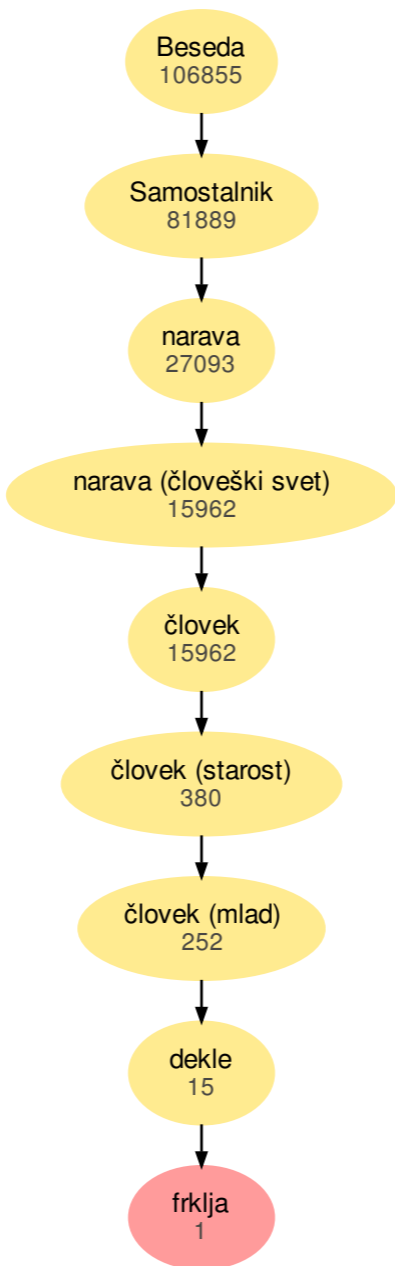 Beseda
106855
Samostalnik
81889
narava
27093
narava (človeški svet)
15962
človek
15962
človek (starost)
380
človek (mlad)
252
dekle
15
frklja
1